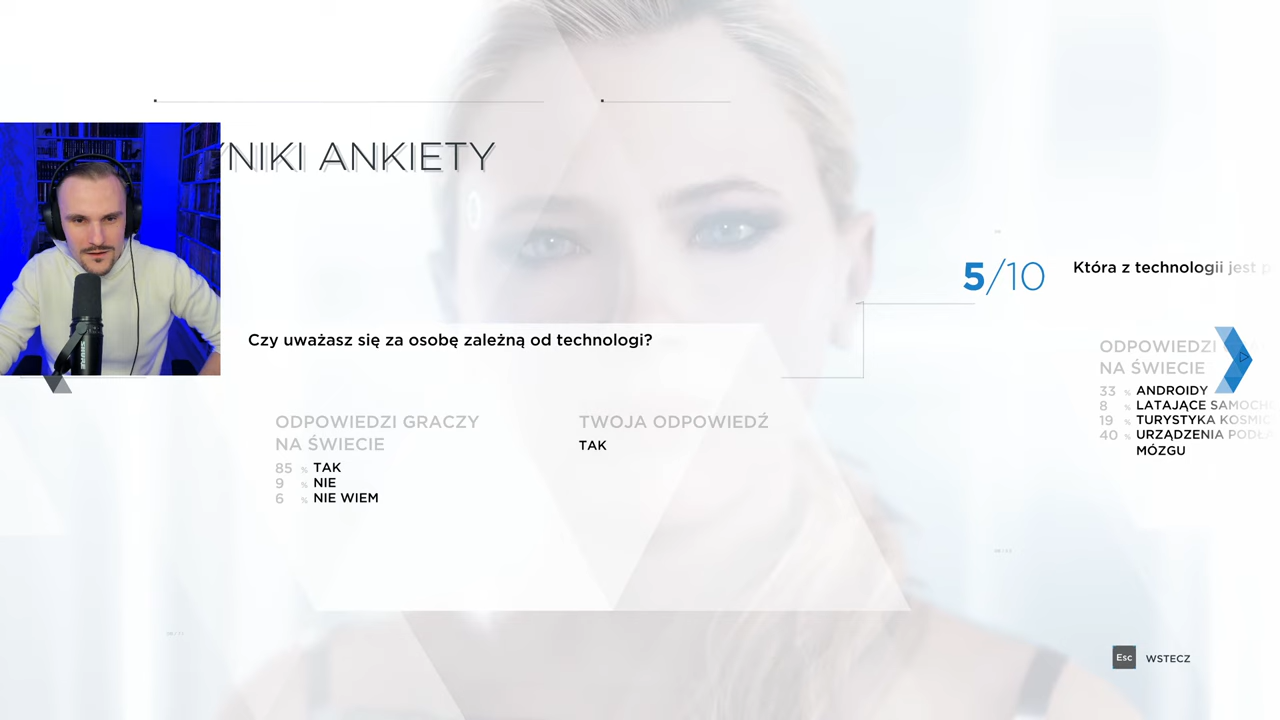 YNIKI ANKIETY
5/10
Która z technologii jest
Czy uważasz się za osobę zależną od technologi?
ODPOWIEDZI
NA ŚWIECIE
33 % ANDROIDY
8 % LATAJĄCE
19 % TURYSTYKA
40 % URZĄDZENIA
MÓZGU
ODPOWIEDZI GRACZY
NA ŚWIECIE
85 % TAK
9 % NIE
6 % NIE WIEM
TWOJA ODPOWIEDŹ
TAK
Esc WSTECZ